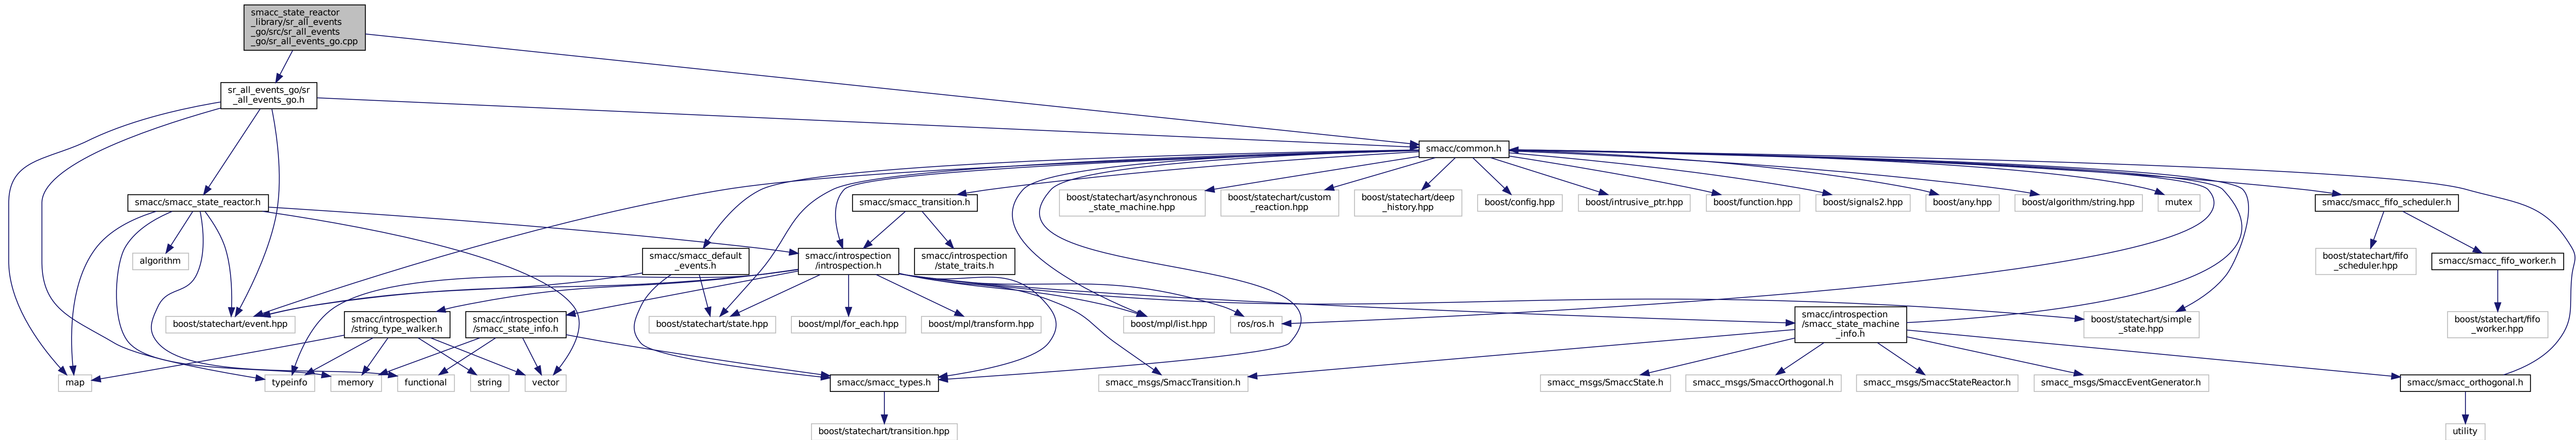 smacc_state_reactor
_library/sr_all_events
_go/src/sr_all_events
_go/sr_all_events_go.cpp
sr_all_events_go/sr
_all_events_go.h
smacc/common.h
smacc/smacc_state_reactor.h
smacc/smacc_transition.h
boost/statechart/asynchronous
_state_machine.hpp
boost/statechart/custom
_reaction.hpp
boost/statechart/deep
_history.hpp
boost/config.hpp
boost/intrusive_ptr.hpp
boost/function.hpp
boost/signals2.hpp
boost/any.hpp
boost/algorithm/string.hpp
mutex
smacc/smacc_fifo_scheduler.h
algorithm
smacc/smacc_default
_events.h
smacc/introspection
/introspection.h
smacc/introspection
/state_traits.h
boost/statechart/fifo
_scheduler.hpp
smacc/smacc_fifo_worker.h
boost/statechart/event.hpp
smacc/introspection
/string_type_walker.h
smacc/introspection
/smacc_state_info.h
boost/statechart/state.hpp
boost/mpl/for_each.hpp
boost/mpl/transform.hpp
boost/mpl/list.hpp
ros/ros.h
smacc/introspection
/smacc_state_machine
_info.h
boost/statechart/simple
_state.hpp
boost/statechart/fifo
_worker.hpp
map
typeinfo
memory
functional
string
vector
smacc/smacc_types.h
smacc_msgs/SmaccTransition.h
smacc_msgs/SmaccState.h
smacc_msgs/SmaccOrthogonal.h
smacc_msgs/SmaccStateReactor.h
smacc_msgs/SmaccEventGenerator.h
smacc/smacc_orthogonal.h
boost/statechart/transition.hpp
utility